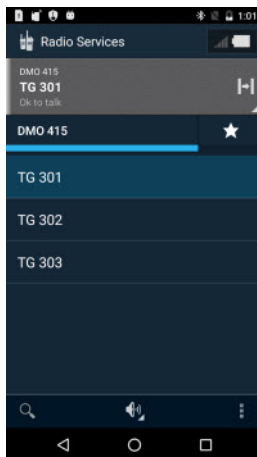 1:01
Radio Services
DMO 415
TG 301
Ok to talk
DMO 415
TG 301
TG 302
TG 303